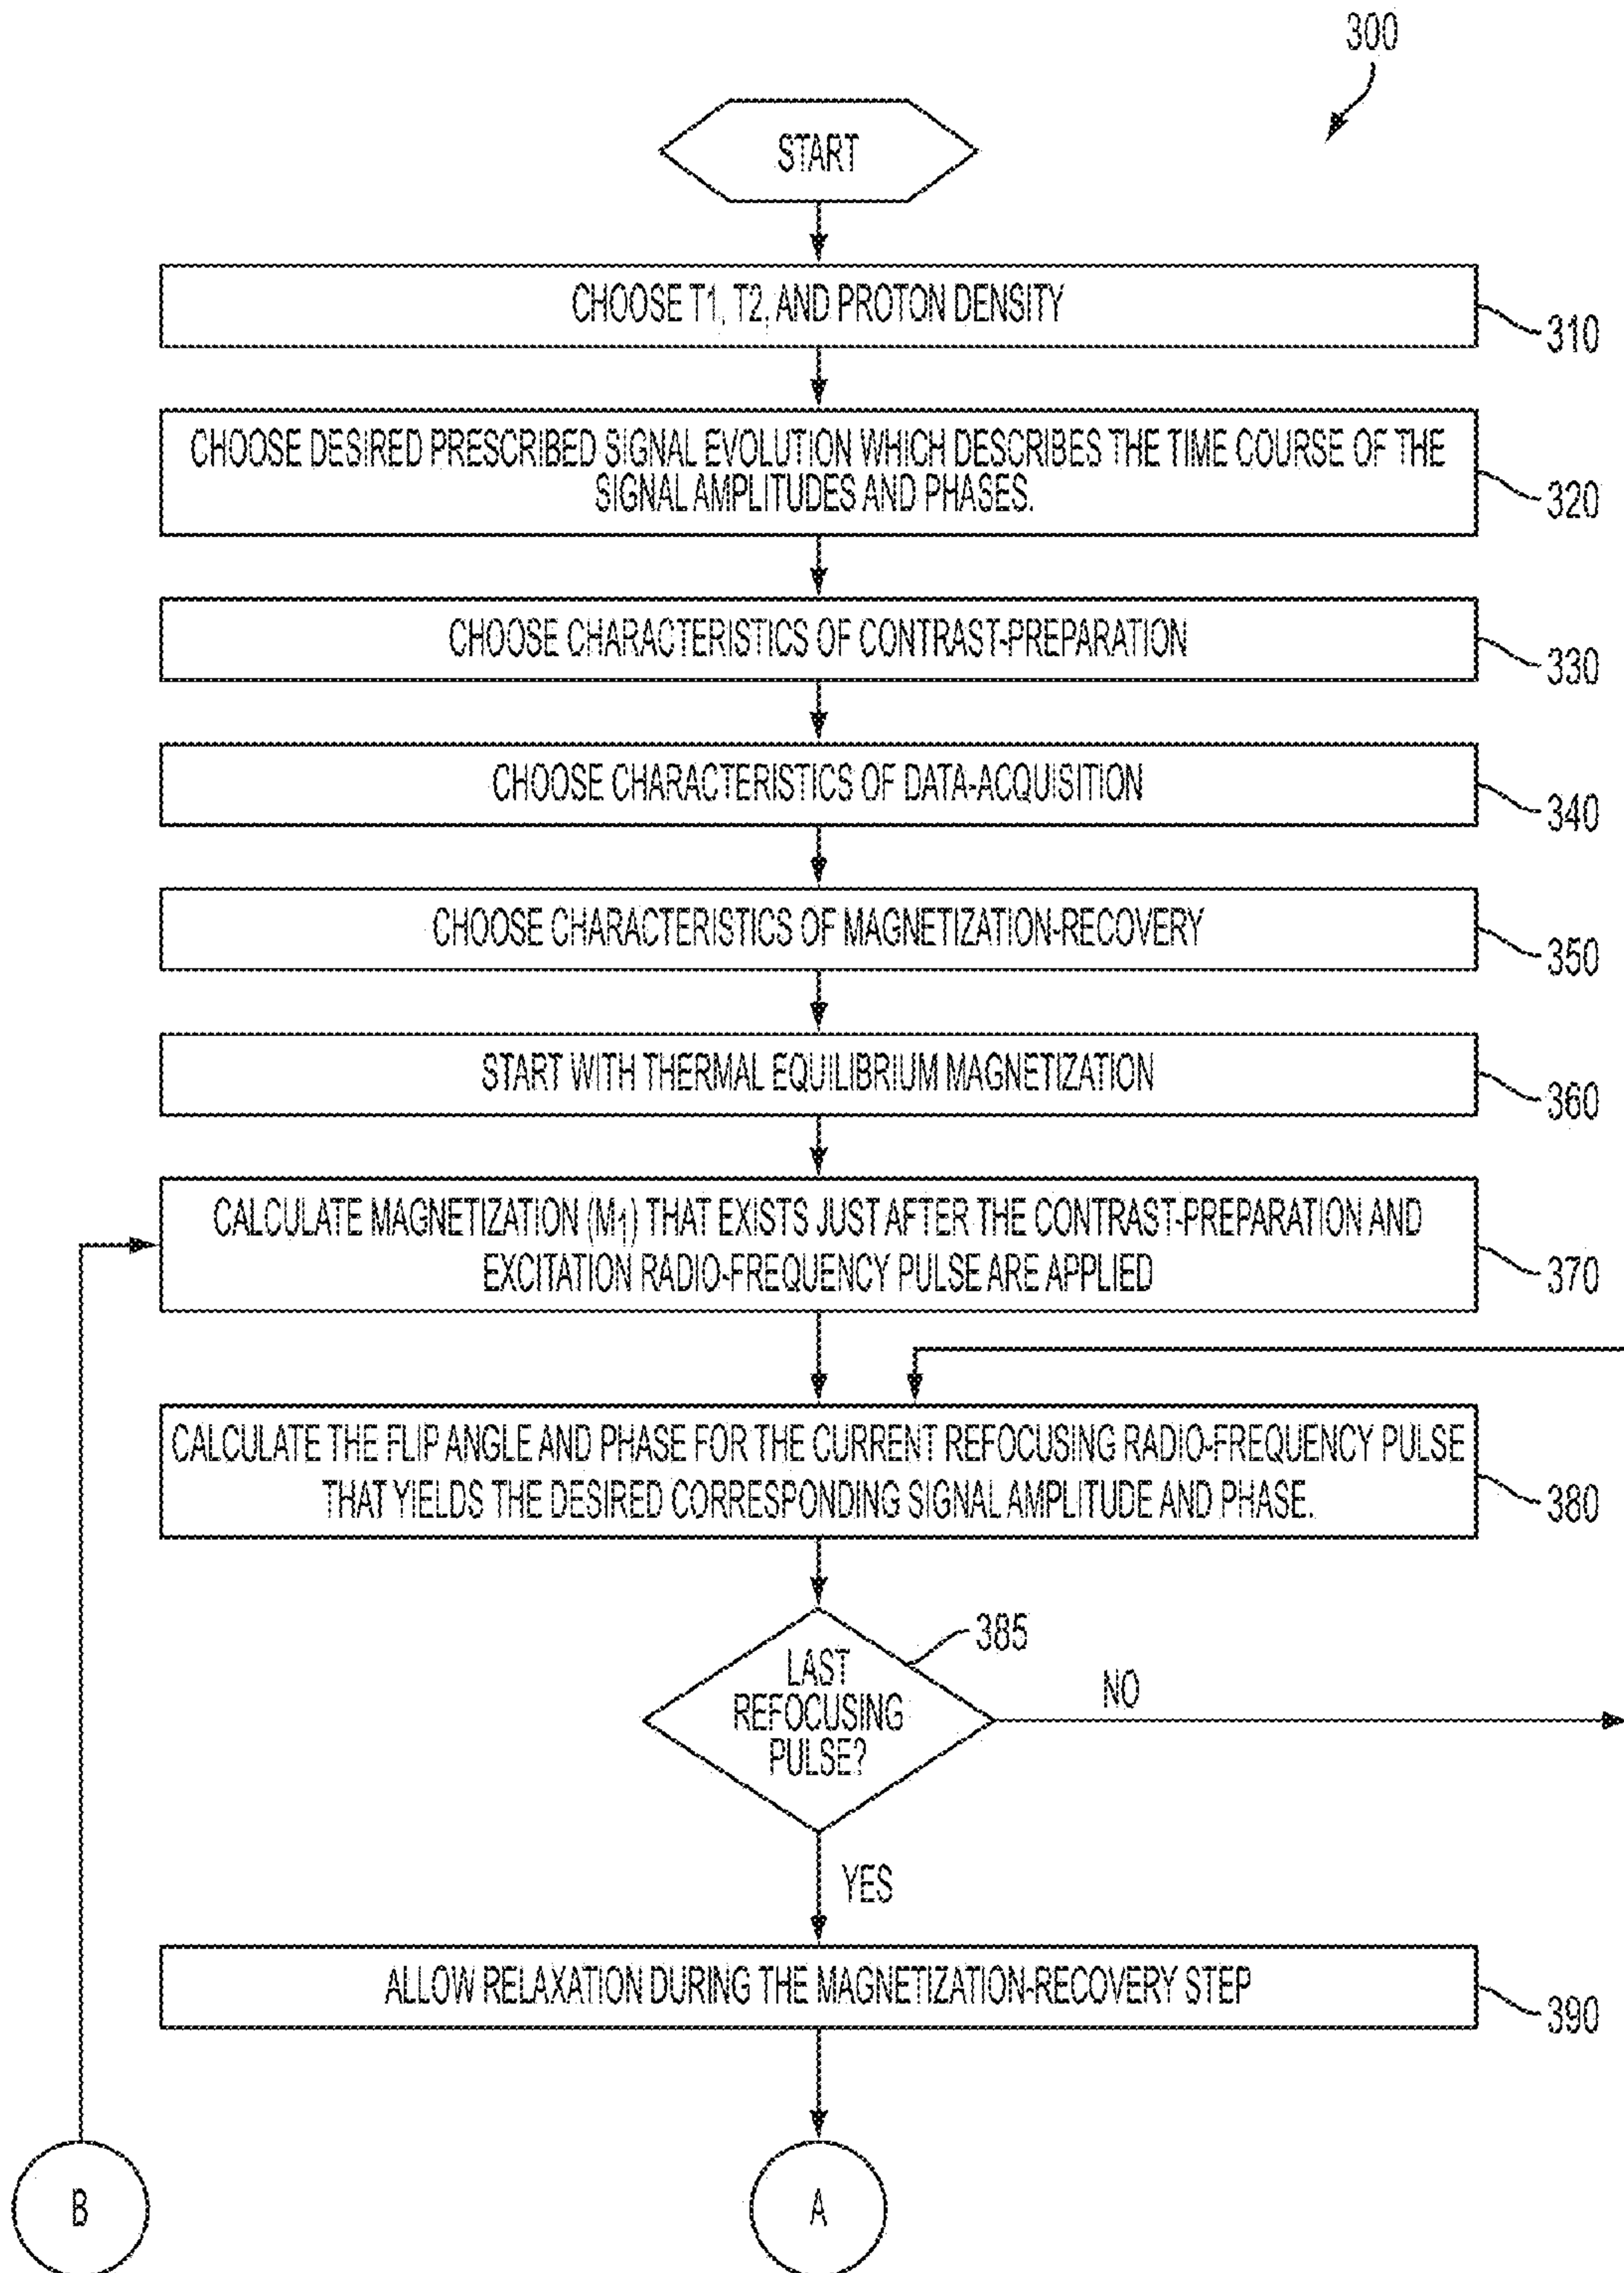 300
START
CHOOSE T1, T2, AND PROTON DENSITY
310
CHOOSE DESIRED PRESCRIBED SIGNAL EVOLUTION WHICH DESCRIBES THE TIME COURSE OF THE
SIGNAL AMPLITUDES AND PHASES.
320
CHOOSE CHARACTERISTICS OF CONTRAST-PREPARATION
330
CHOOSE CHARACTERISTICS OF DATA-ACQUISITION
340
CHOOSE CHARACTERISTICS OF MAGNETIZATION-RECOVERY
350
START WITH THERMAL EQUILIBRIUM MAGNETIZATION
360
CALCULATE MAGNETIZATION (M1) THAT EXISTS JUST AFTER THE CONTRAST-PREPARATION AND
EXCITATION RADIO-FREQUENCY PULSE ARE APPLIED
370
CALCULATE THE FLIP ANGLE AND PHASE FOR THE CURRENT REFOCUSING RADIO-FREQUENCY PULSE
THAT YIELDS THE DESIRED CORRESPONDING SIGNAL AMPLITUDE AND PHASE.
380
385
LAST
REFOCUSING
PULSE?
NO
YES
ALLOW RELAXATION DURING THE MAGNETIZATION-RECOVERY STEP
390
B
A